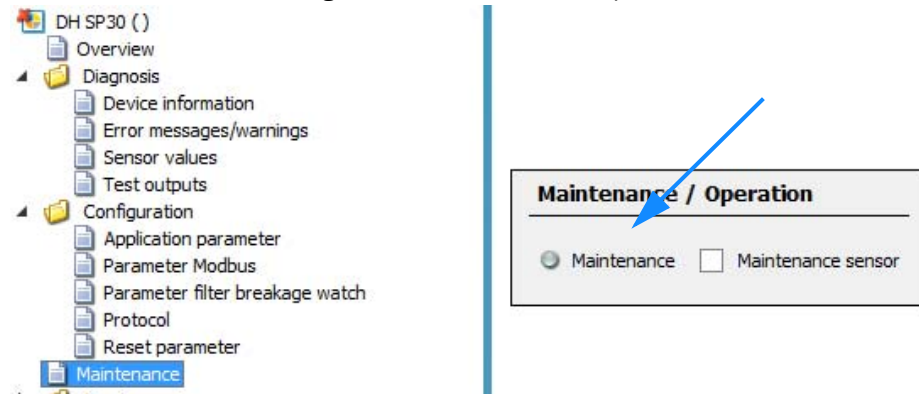 DH SP30 ( )
Overview
Diagnosis
Device information
Error messages/warnings
Sensor values
Test outputs
Configuration
Application parameter
Parameter Modbus
Parameter filter breakage watch
Protocol
Reset parameter
Maintenance
Maintenance / Operation
Maintenance Maintenance sensor